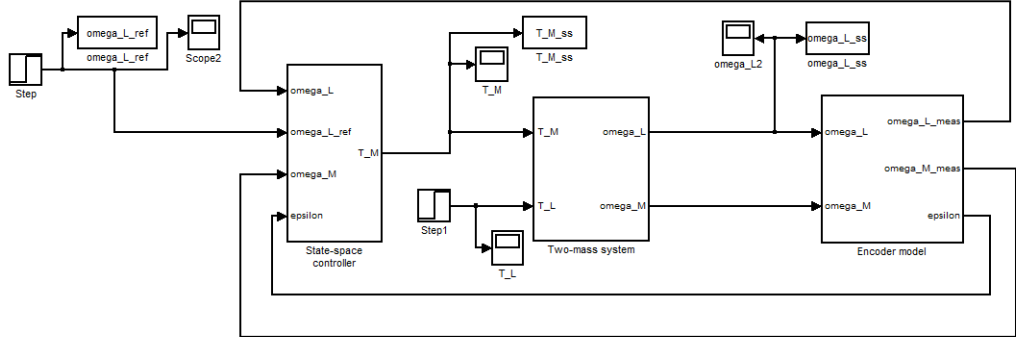 omega_L_ref
omega_L_ref
Scope2
Step
T_M_ss
T_M_ss
T_M
omega_L2
omega_L_ss
omega_L_ss
omega_L
omega_L_ref
omega_M
epsilon
T_M
State-space
controller
Step1
T_L
T_M
T_L
omega_L
omega_M
Two-mass system
omega_L
omega_M
omega_L_meas
omega_M_meas
epsilon
Encoder model